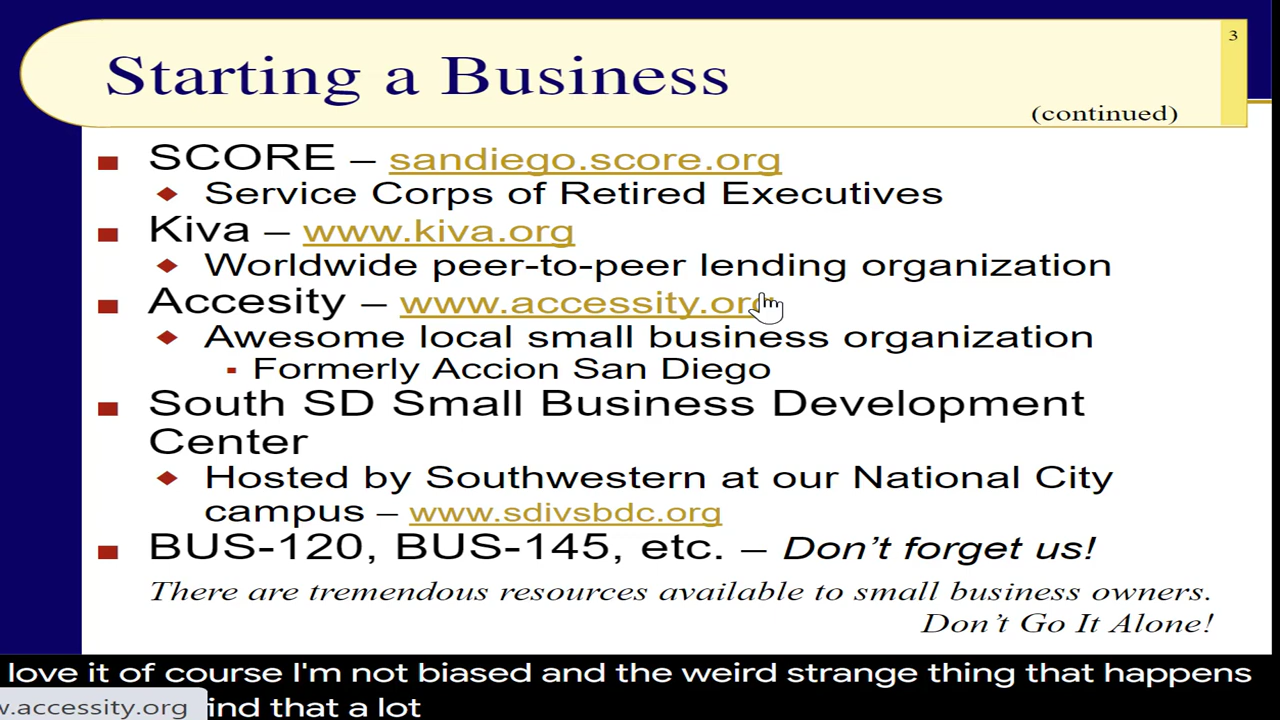 3
Starting a Business
(continued)
SCORE – sandiego.score.org
Service Corps of Retired Executives
Kiva – www.kiva.org
Worldwide peer-to-peer lending organization
Accesity – www.accessity.org
Awesome local small business organization
Formerly Accion San Diego
South SD Small Business Development
Center
Hosted by Southwestern at our National City
campus – www.sdivsbdc.org
BUS-120, BUS-145, etc. – Don't forget us!
There are tremendous resources available to small business owners.
Don't Go It Alone!
love it of course I'm not biased and the weird strange thing that happens
w.accessity.org ind that a lot